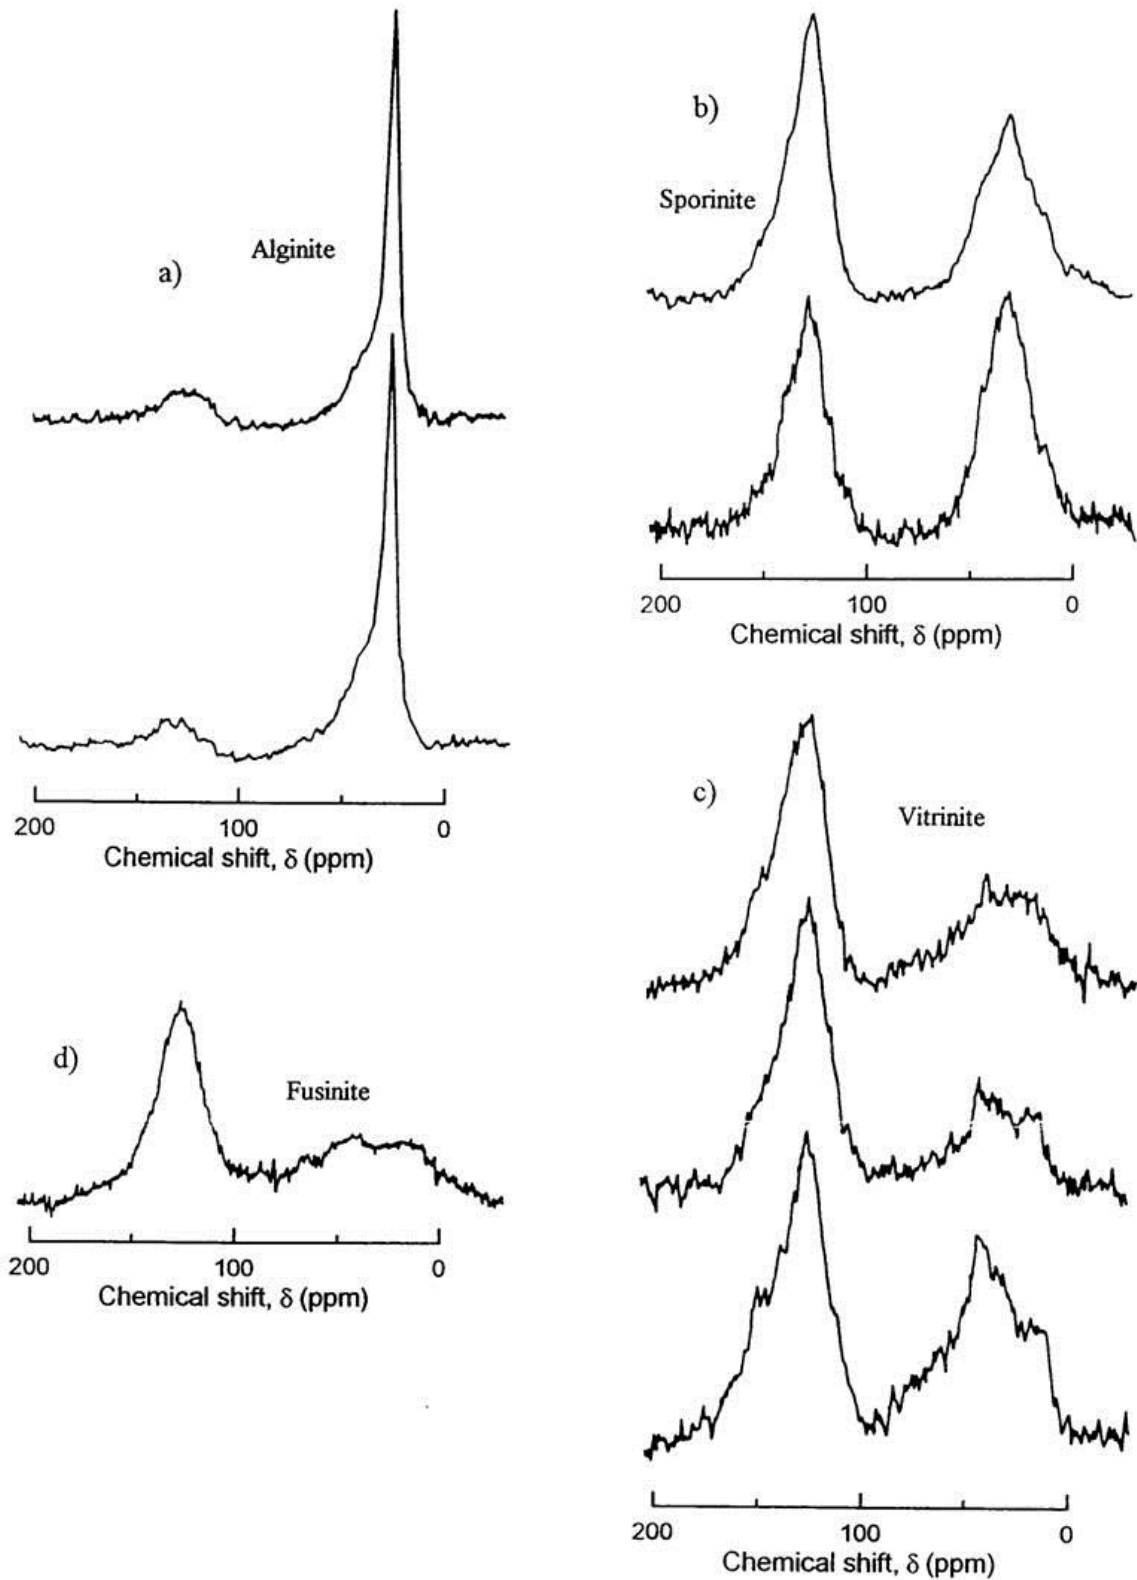 a)
Alginite
200 100 0
Chemical shift, δ (ppm)
b)
Sporinite
200 100 0
Chemical shift, δ (ppm)
c)
Vitrinite
200 100 0
Chemical shift, δ (ppm)
d)
Fusinite
200 100 0
Chemical shift, δ (ppm)